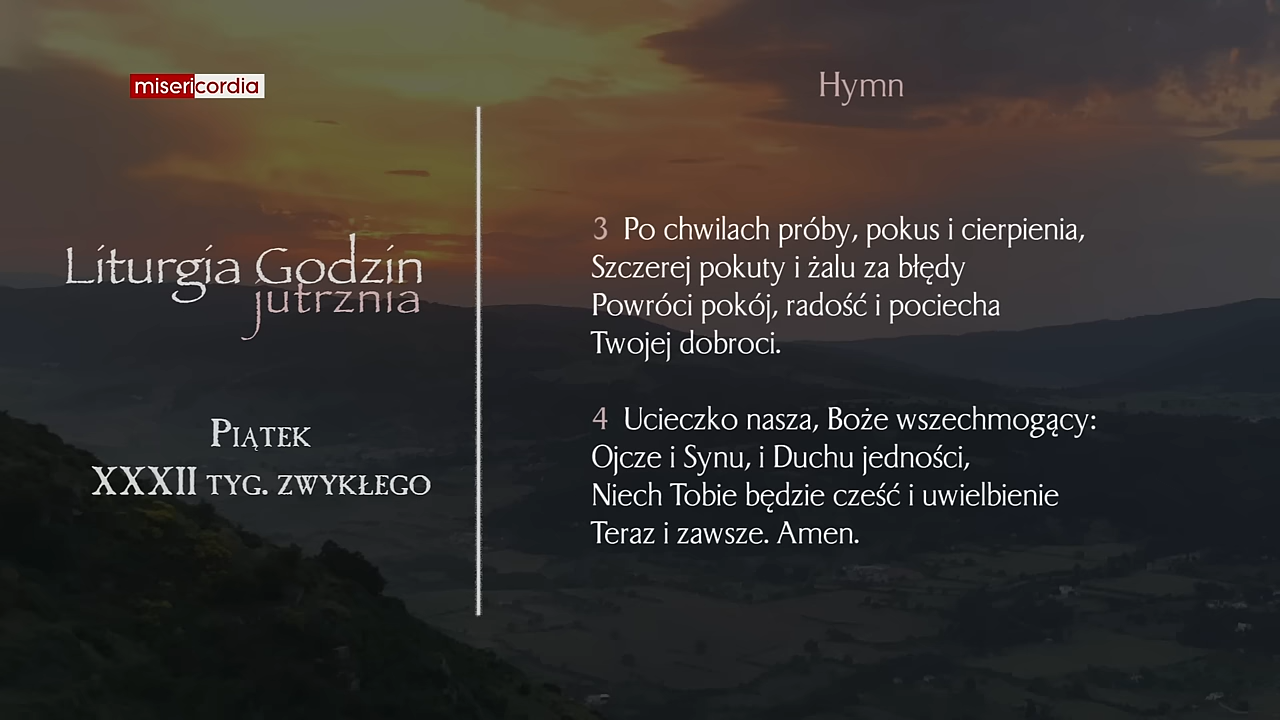 misericordia
Liturgia Godzin
jutrznia
Piątek
XXXII tyg. zwykłego
Hymn
3 Po chwilach próby, pokus i cierpienia,
Szczerej pokuty i żalu za błędy
Powróci pokój, radość i pociecha
Twojej dobroci.
4 Ucieczko nasza, Boże wszechmogący:
Ojcze i Synu, i Duchu jedności,
Niech Tobie będzie cześć i uwielbienie
Teraz i zawsze. Amen.